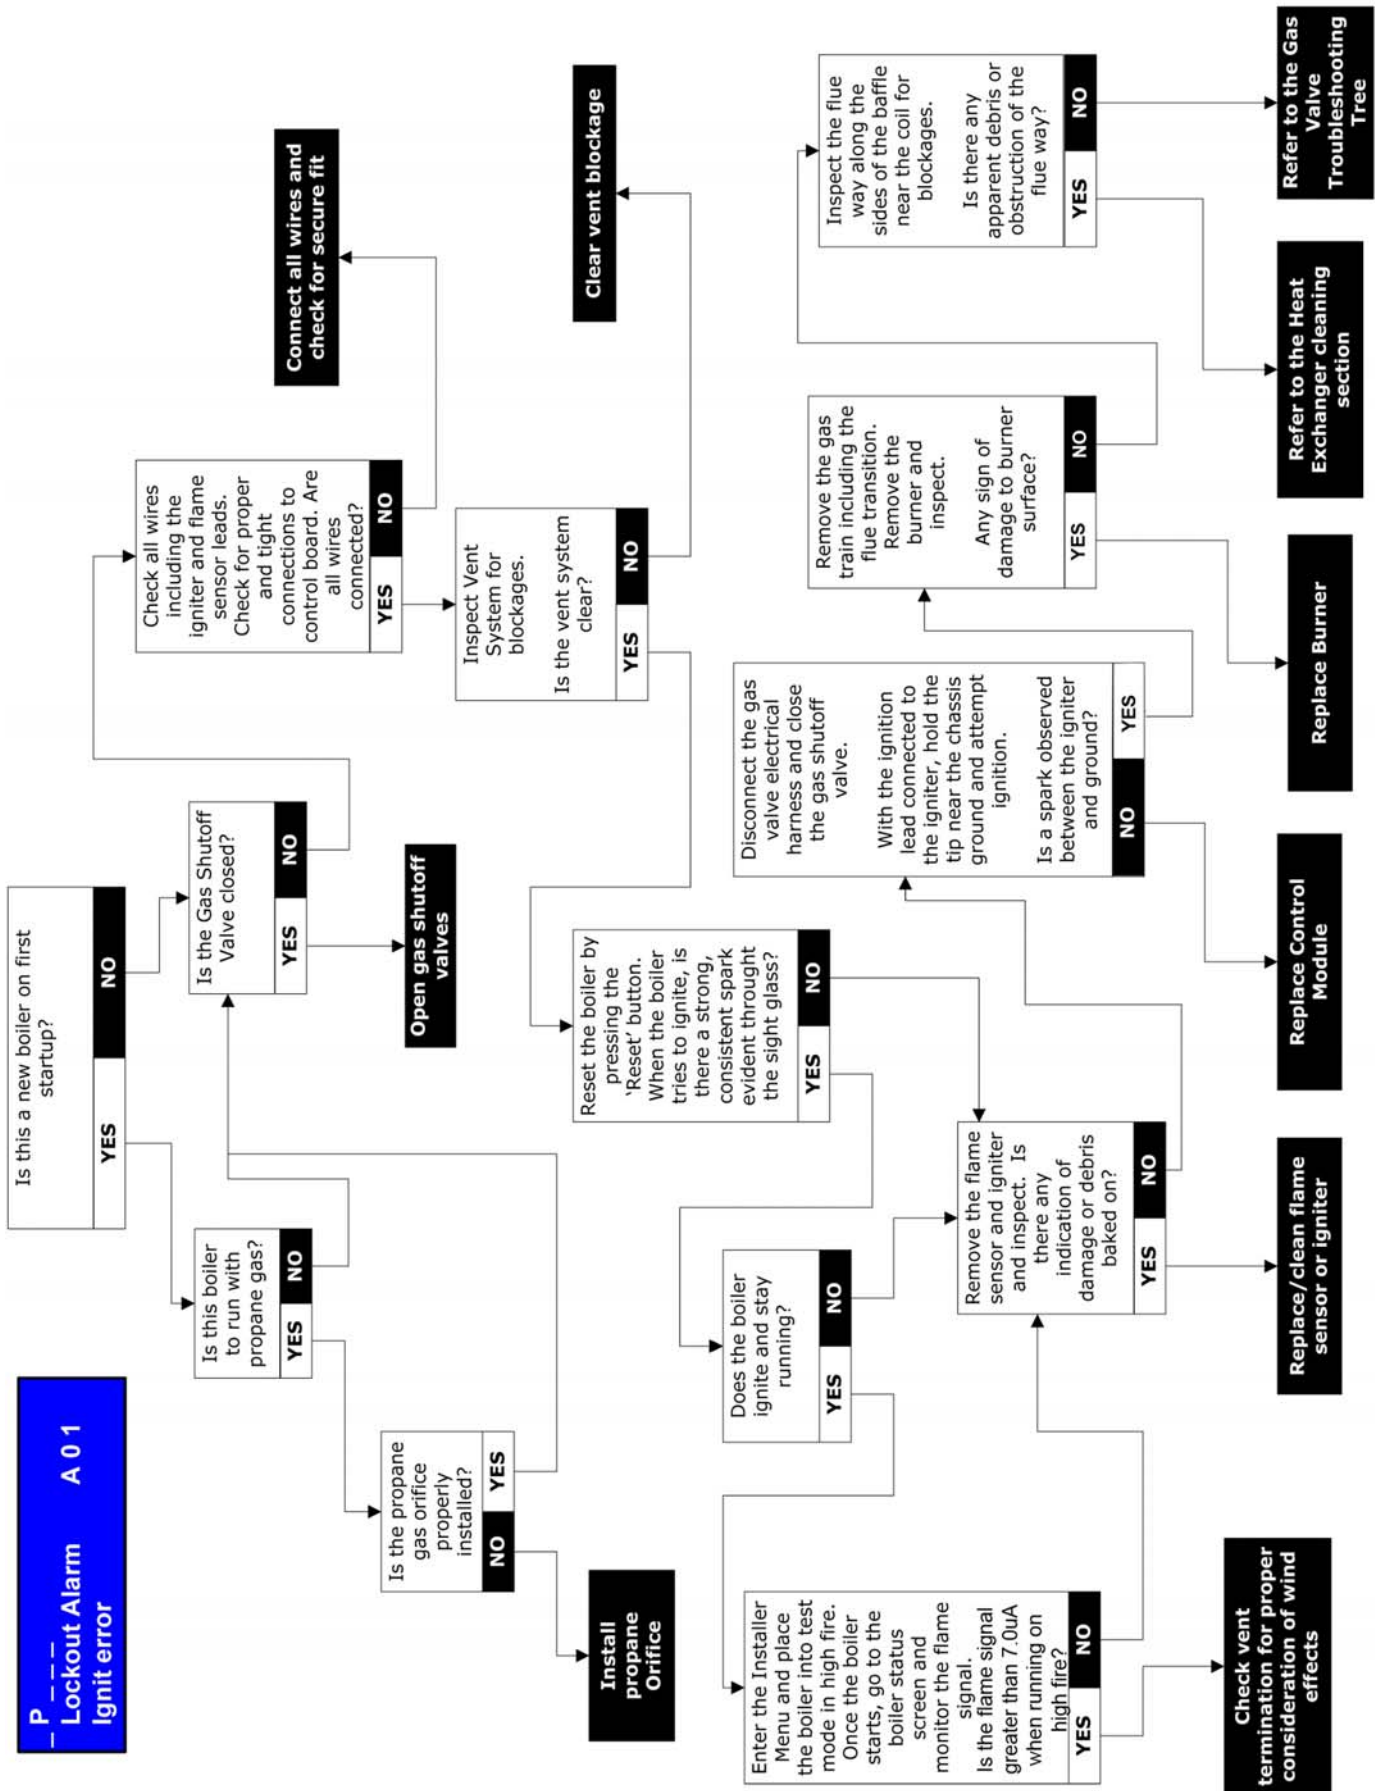 _ P _ _ _
Lockout Alarm A 0 1
Ignit error
Is this a new boiler on first
startup?
YES
NO
Is this boiler
to run with
propane gas?
YES
NO
Is the Gas Shutoff
Valve closed?
YES
NO
Check all wires
including the
igniter and flame
sensor leads.
Check for proper
and tight
connections to
control board. Are
all wires
connected?
YES
NO
Connect all wires and
check for secure fit
Is the propane
gas orifice
properly
installed?
NO
YES
Open gas shutoff
valves
Inspect Vent
System for
blockages.
Is the vent system
clear?
YES
NO
Clear vent blockage
Install
propane
Orifice
Reset the boiler by
pressing the
‘Reset’ button.
When the boiler
tries to ignite, is
there a strong,
consistent spark
evident throught
the sight glass?
YES
NO
Enter the Installer
Menu and place
the boiler into test
mode in high fire.
Once the boiler
starts, go to the
boiler status
screen and
monitor the flame
signal.
Is the flame signal
greater than 7.0uA
when running on
high fire?
YES
NO
Does the boiler
ignite and stay
running?
YES
NO
Disconnect the gas
valve electrical
harness and close
the gas shutoff
valve.
With the ignition
lead connected to
the igniter, hold the
tip near the chassis
ground and attempt
ignition.
Is a spark observed
between the igniter
and ground?
NO
YES
Remove the gas
train including the
flue transition.
Remove the
burner and
inspect.
Any sign of
damage to burner
surface?
YES
NO
Inspect the flue
way along the
sides of the baffle
near the coil for
blockages.
Is there any
apparent debris or
obstruction of the
flue way?
YES
NO
Remove the flame
sensor and igniter
and inspect. Is
there any
indication of
damage or debris
baked on?
YES
NO
Check vent
termination for proper
consideration of wind
effects
Replace/clean flame
sensor or igniter
Replace Control
Module
Replace Burner
Refer to the Heat
Exchanger cleaning
section
Refer to the Gas
Valve
Troubleshooting
Tree